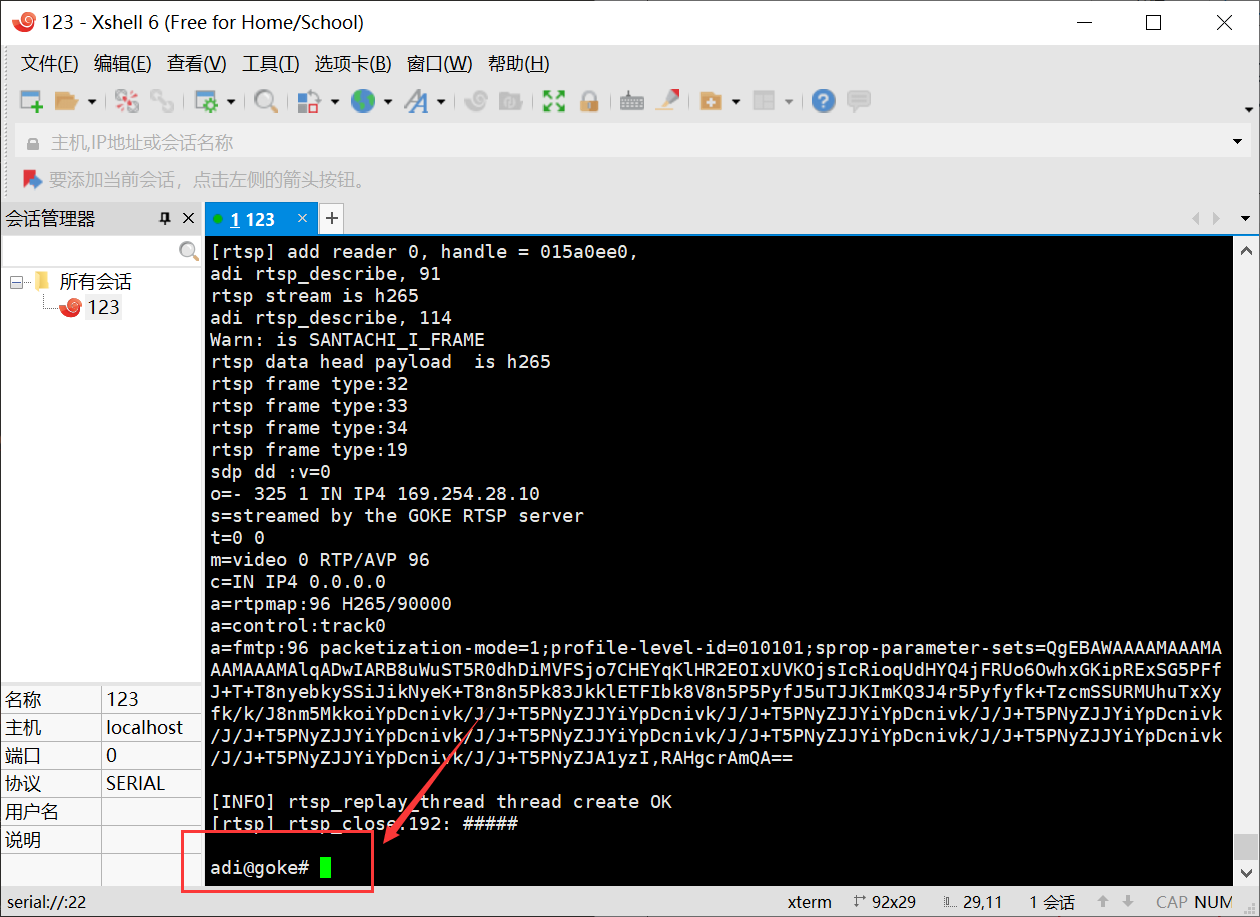 123 - Xshell 6 (Free for Home/School)
文件(F) 编辑(E) 查看(V) 工具(T) 选项卡(B) 窗口(W) 帮助(H)
主机,IP地址或会话名称
要添加当前会话，点击左侧的箭头按钮。
会话管理器
1 123
所有会话
123
[rtsp] add reader 0, handle = 015a0ee0,
adi rtsp_describe, 91
rtsp stream is h265
adi rtsp_describe, 114
Warn: is SANTACHI_I_FRAME
rtsp data head payload  is h265
rtsp frame type:32
rtsp frame type:33
rtsp frame type:34
rtsp frame type:19
sdp dd :v=0
o=- 325 1 IN IP4 169.254.28.10
s=streamed by the GOKE RTSP server
t=0 0
m=video 0 RTP/AVP 96
c=IN IP4 0.0.0.0
a=rtpmap:96 H265/90000
a=control:track0
a=fmtp:96 packetization-mode=1;profile-level-id=010101;sprop-parameter-sets=QgEBAWAAAAMAAAMA
AAMAAAMAlqADwIARB8uWuST5R0dhDiMVFSjo7CHEYqKlHR2EOIxUVKOjsIcRioqUdHYQ4jFRUo6OwhxGKipRExSG5PFf
J+T+T8nyebkySSiJikNyeK+T8n8n5Pk83JkklETFIbk8V8n5P5PyfJ5uTJJKImKQ3J4r5Pyfyfk+TzcmSSURMUhuTxXy
fk/k/J8nm5MkkoiYpDcnivk/J/J+T5PNyZJJYiYpDcnivk/J/J+T5PNyZJJYiYpDcnivk/J/J+T5PNyZJJYiYpDcnivk
/J/J+T5PNyZJJYiYpDcnivk/J/J+T5PNyZJJYiYpDcnivk/J/J+T5PNyZJJYiYpDcnivk/J/J+T5PNyZJJYiYpDcnivk
/J/J+T5PNyZJJYiYpDcnivk/J/J+T5PNyZJA1yzI,RAHgcrAmQA==
[INFO] rtsp_replay_thread thread create OK
[rtsp] rtsp_close:192: #####
adi@goke#
名称 123
主机 localhost
端口 0
协议 SERIAL
用户名
说明
serial://:22 xterm 92x29 29,11 1 会话 CAP NUM